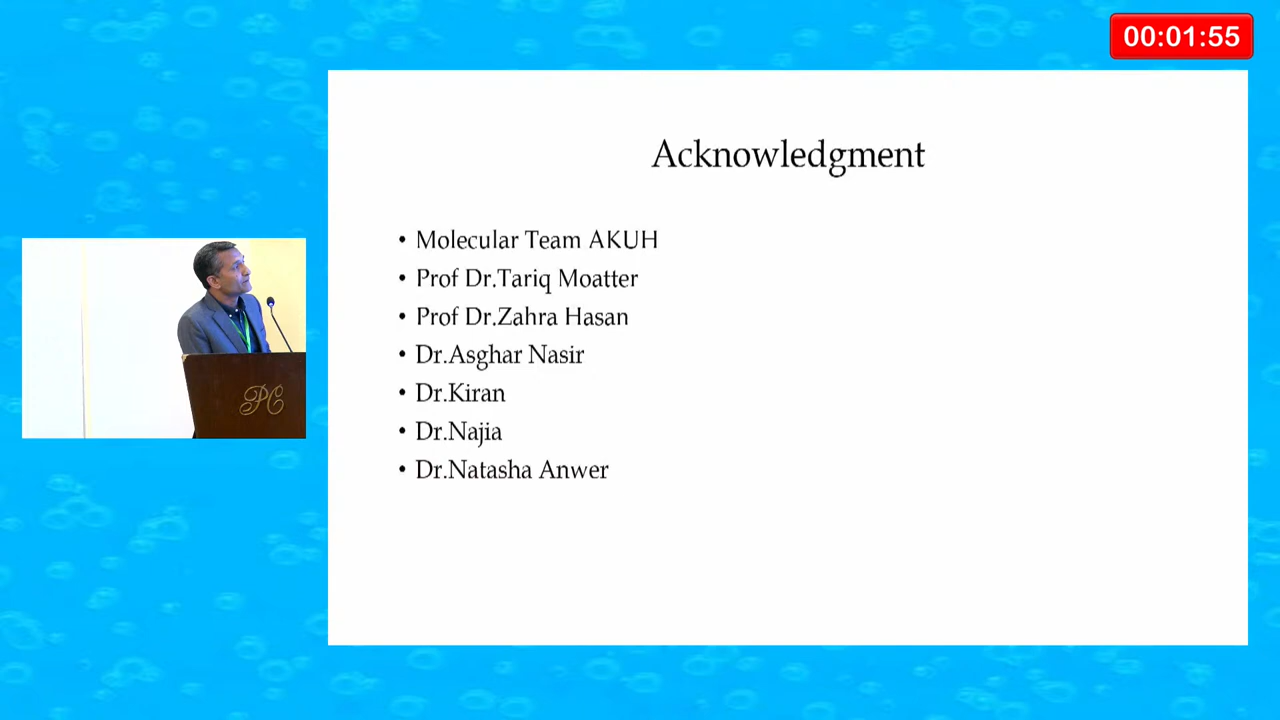 00:01:55
Acknowledgment
• Molecular Team AKUH
• Prof Dr.Tariq Moatter
• Prof Dr.Zahra Hasan
• Dr.Asghar Nasir
• Dr.Kiran
• Dr.Najia
• Dr.Natasha Anwer
PC